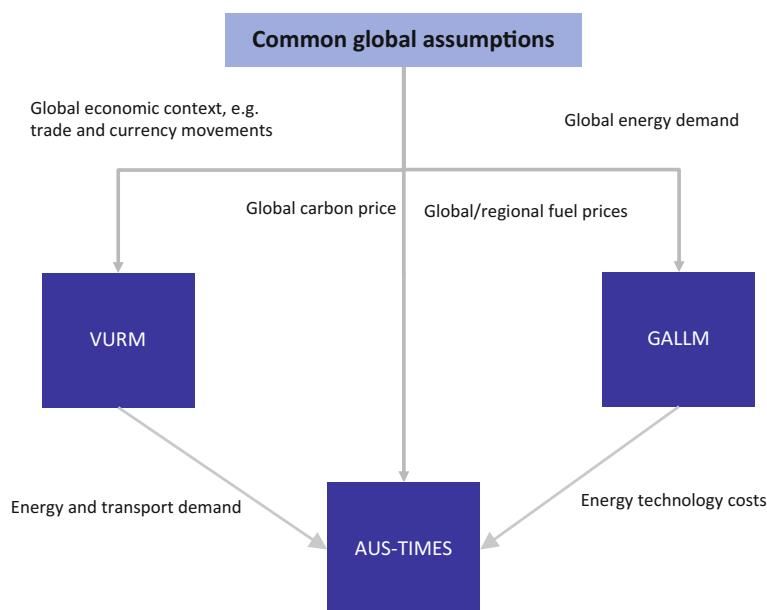 Common global assumptions
Global economic context, e.g.
trade and currency movements
Global energy demand
Global carbon price
Global/regional fuel prices
VURM
GALLM
Energy and transport demand
Energy technology costs
AUS-TIMES